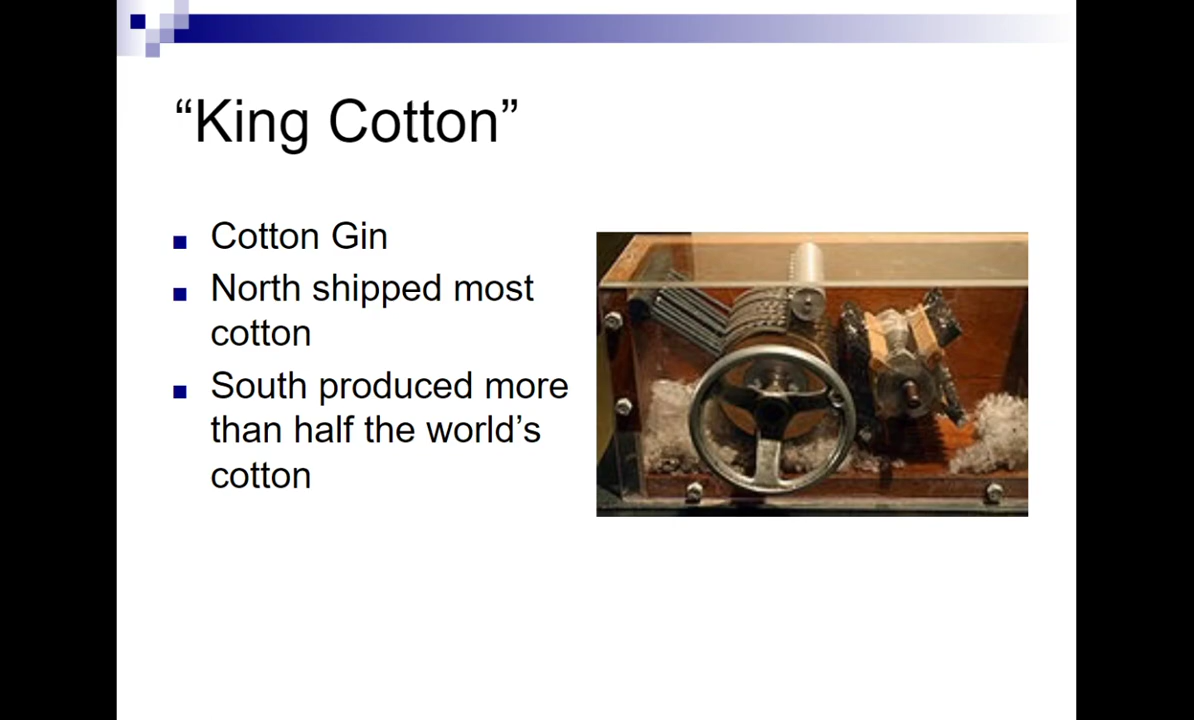 “King Cotton”
Cotton Gin
North shipped most
cotton
South produced more
than half the world’s
cotton